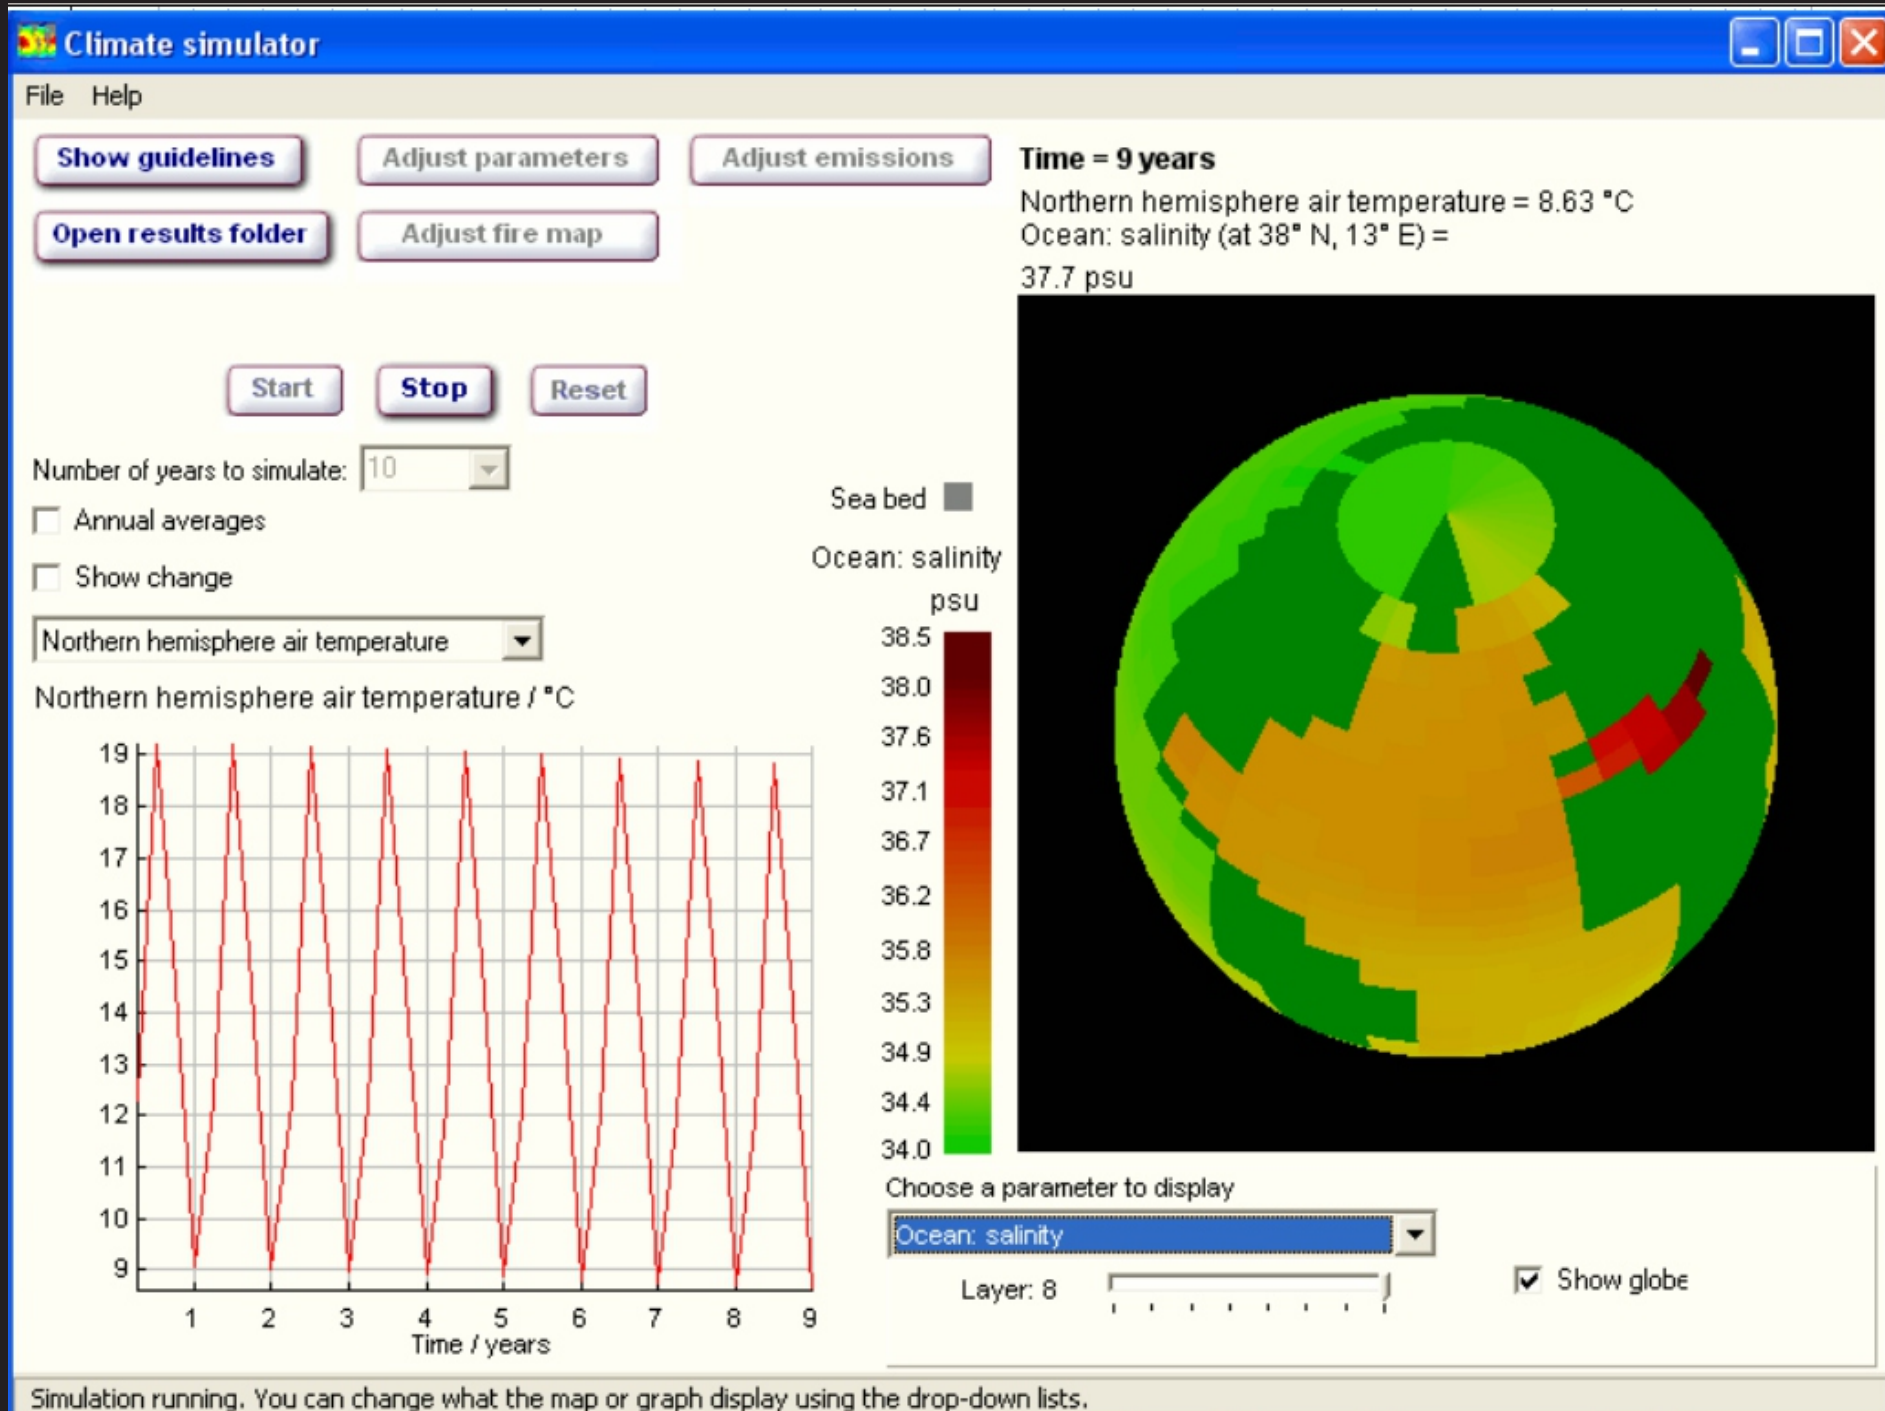 Climate simulator
File Help
Show guidelines Adjust parameters Adjust emissions
Open results folder Adjust fire map
Time = 9 years
Northern hemisphere air temperature = 8.63 °C
Ocean: salinity (at 38° N, 13° E) =
37.7 psu
Start Stop Reset
Number of years to simulate: 10
Annual averages
Show change
Northern hemisphere air temperature
Northern hemisphere air temperature / °C
19
18
17
16
15
14
13
12
11
10
9
1 2 3 4 5 6 7 8 9
Time / years
Sea bed
Ocean: salinity
psu
38.5
38.0
37.6
37.1
36.7
36.2
35.8
35.3
34.9
34.4
34.0
Choose a parameter to display
Ocean: salinity
Layer: 8
Show globe
Simulation running. You can change what the map or graph display using the drop-down lists.